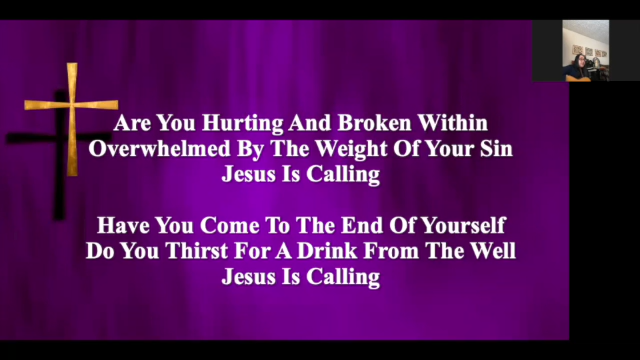 Are You Hurting And Broken Within
Overwhelmed By The Weight Of Your Sin
Jesus Is Calling
Have You Come To The End Of Yourself
Do You Thirst For A Drink From The Well
Jesus Is Calling